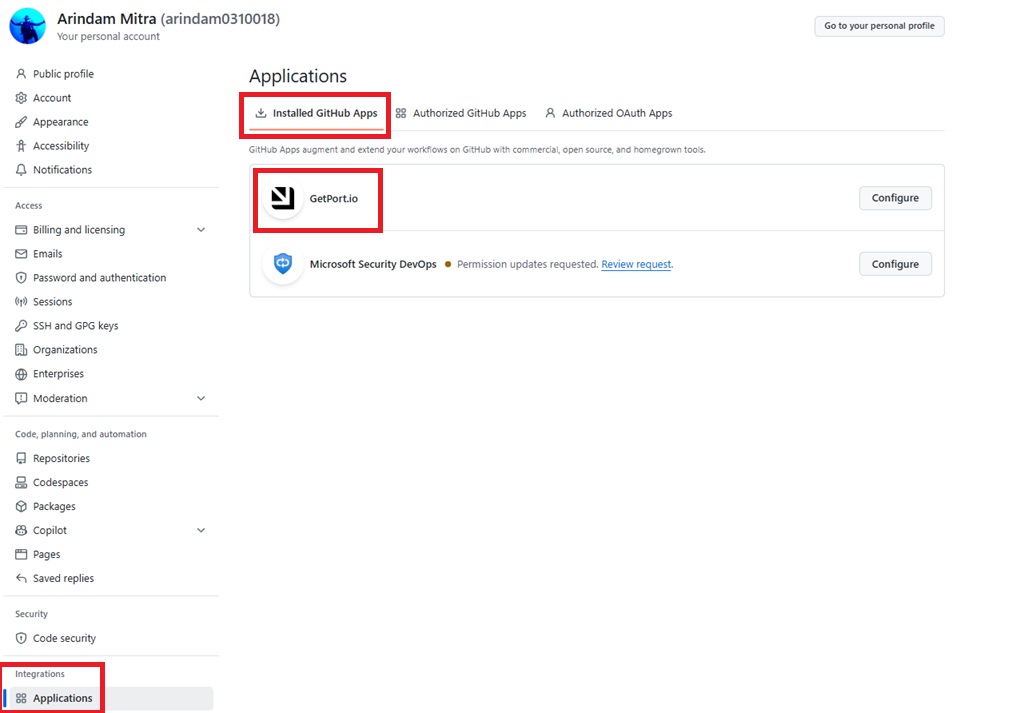 Arindam Mitra (arindam0310018)
Your personal account
Go to your personal profile
Public profile
Account
Appearance
Accessibility
Notifications
Access
Billing and licensing
Emails
Password and authentication
Sessions
SSH and GPG keys
Organizations
Enterprises
Moderation
Code, planning, and automation
Repositories
Codespaces
Packages
Copilot
Pages
Saved replies
Security
Code security
Integrations
Applications
Applications
Installed GitHub Apps Authorized GitHub Apps Authorized OAuth Apps
GitHub Apps augment and extend your workflows on GitHub with commercial, open source, and homegrown tools.
GetPort.io Configure
Microsoft Security DevOps Permission updates requested. Review request. Configure